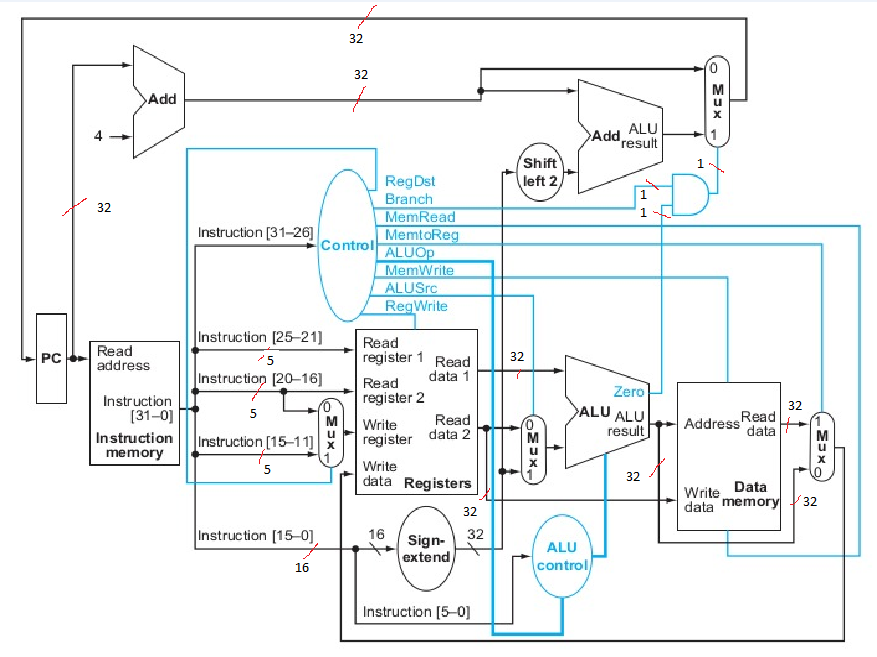 32
32
Add
4
32
0
M
u
x
1
Add ALU
result
Shift
left 2
1
1
1
RegDst
Branch
MemRead
MemtoReg
ALUOp
MemWrite
ALUSrc
RegWrite
Control
Instruction [31–26]
Instruction [25–21]
5
Instruction [20–16]
5
Instruction [15–11]
5
Instruction [15–0]
16
PC
Read
address
Instruction
[31–0]
Instruction
memory
0
M
u
x
1
Read
register 1
Read
register 2
Write
register
Write
data
Read
data 1
Read
data 2
Registers
32
32
0
M
u
x
1
Zero
ALU ALU
result
32
Address
Read
data
Write
data
Data
memory
32
32
1
M
u
x
0
16
Sign-
extend
32
ALU
control
Instruction [5–0]